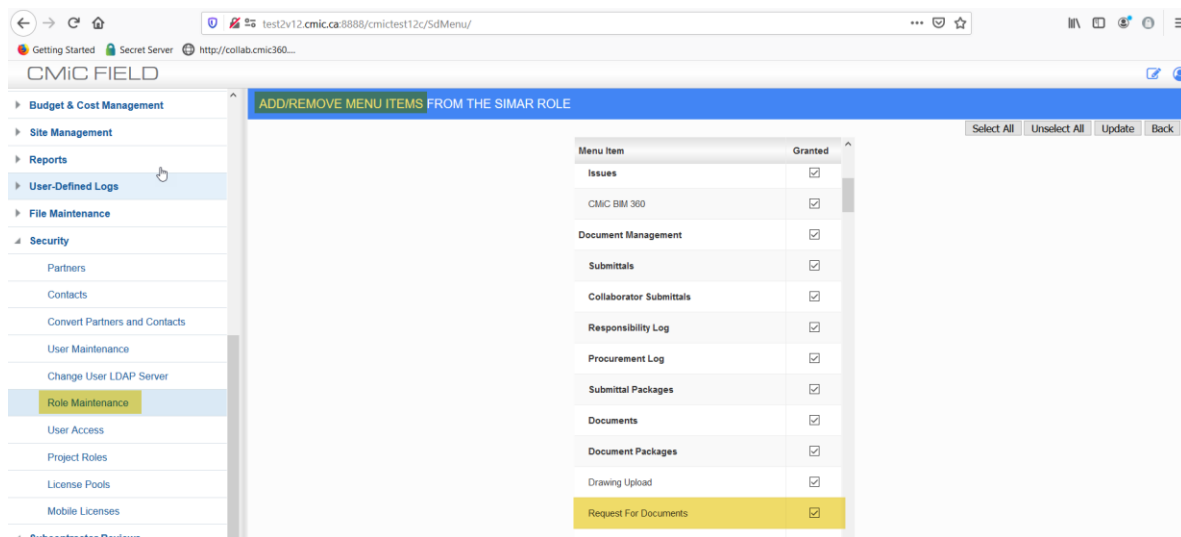 test2v12.cmic.ca:8888/cmictest12c/SdMenu/
Getting Started Secret Server http://collab.cmic360....
CMiC FIELD
Budget & Cost Management
Site Management
Reports
User-Defined Logs
File Maintenance
Security
Partners
Contacts
Convert Partners and Contacts
User Maintenance
Change User LDAP Server
Role Maintenance
User Access
Project Roles
License Pools
Mobile Licenses
Subcontractor Reviews
ADD/REMOVE MENU ITEMS FROM THE SIMAR ROLE
Select All Unselect All Update Back
Menu Item Granted
Issues
CMiC BIM 360
Document Management
Submittals
Collaborator Submittals
Responsibility Log
Procurement Log
Submittal Packages
Documents
Document Packages
Drawing Upload
Request For Documents